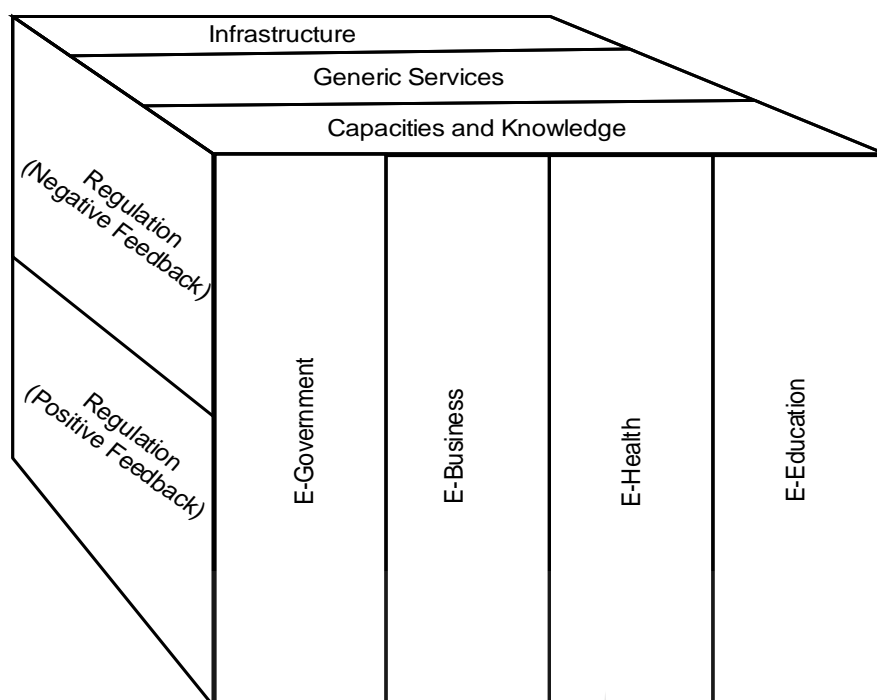 Infrastructure
Generic Services
Capacities and Knowledge
Regulation
(Negative Feedback)
Regulation
(Positive Feedback)
E-Government
E-Business
E-Health
E-Education